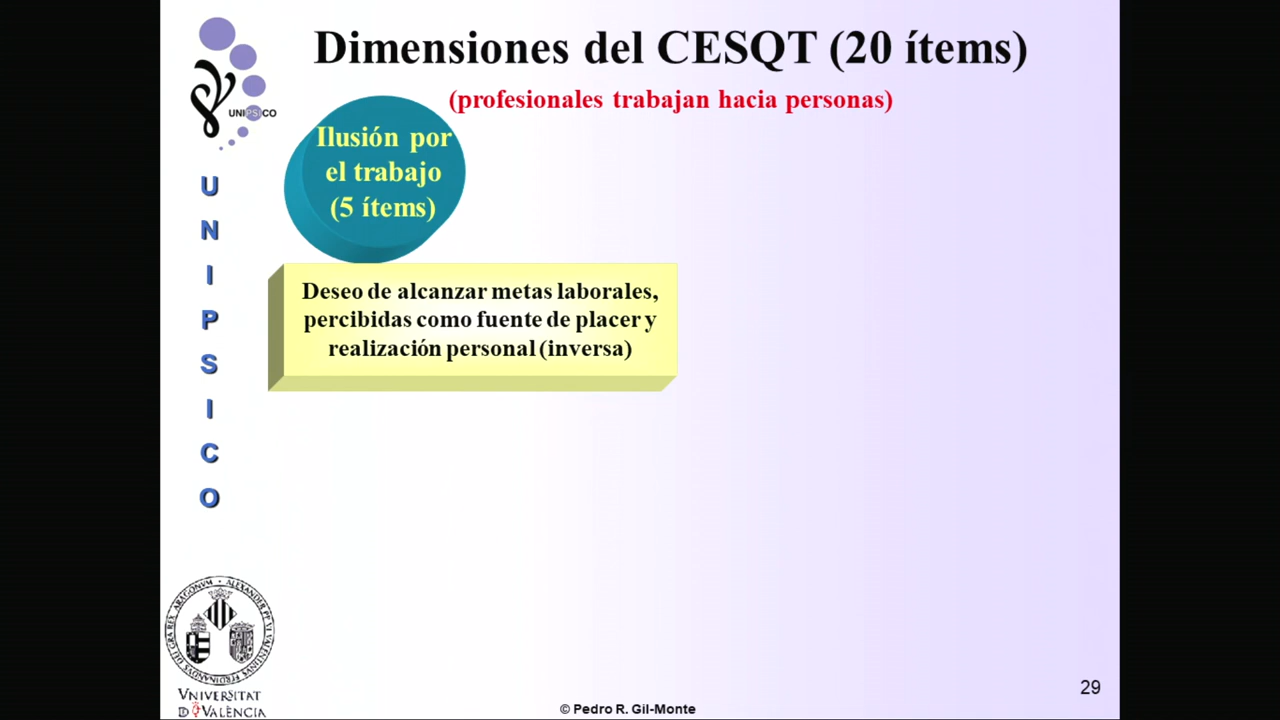 Dimensiones del CESQT (20 ítems)
(profesionales trabajan hacia personas)
UNIPSICO
Ilusión por
el trabajo
(5 ítems)
U
N
I
P
S
I
C
O
Deseo de alcanzar metas laborales,
percibidas como fuente de placer y
realización personal (inversa)
VNIVERSITAT
D VALÈNCIA
© Pedro R. Gil-Monte
29